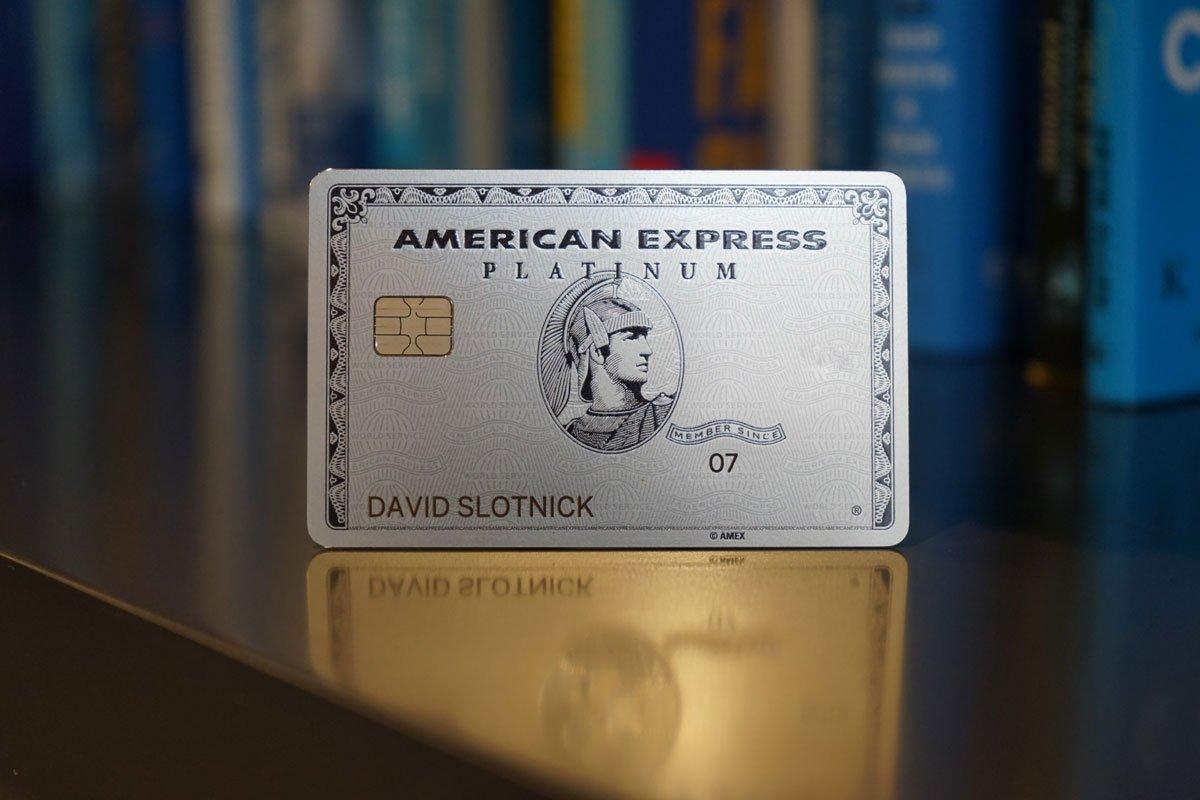 AMERICAN EXPRESS
PLATINUM
MEMBER SINCE
07
DAVID SLOTNICK
®
© AMEX